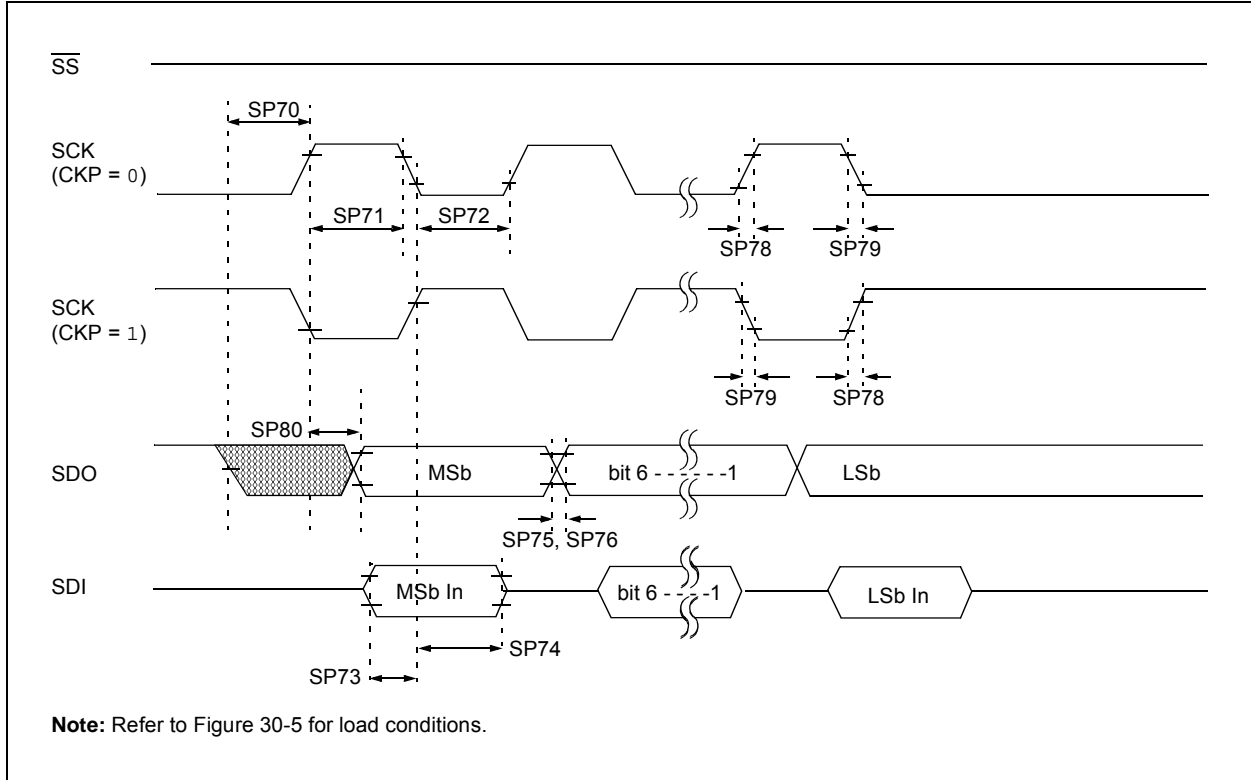 SS
SP70
SCK
(CKP = 0)
SP71
SP72
SP78
SP79
SCK
(CKP = 1)
SP79
SP78
SP80
SDO
MSb
bit 6 - - - - - -1
LSb
SP75, SP76
SDI
MSb In
bit 6 - - - -1
LSb In
SP74
SP73
Note: Refer to Figure 30-5 for load conditions.